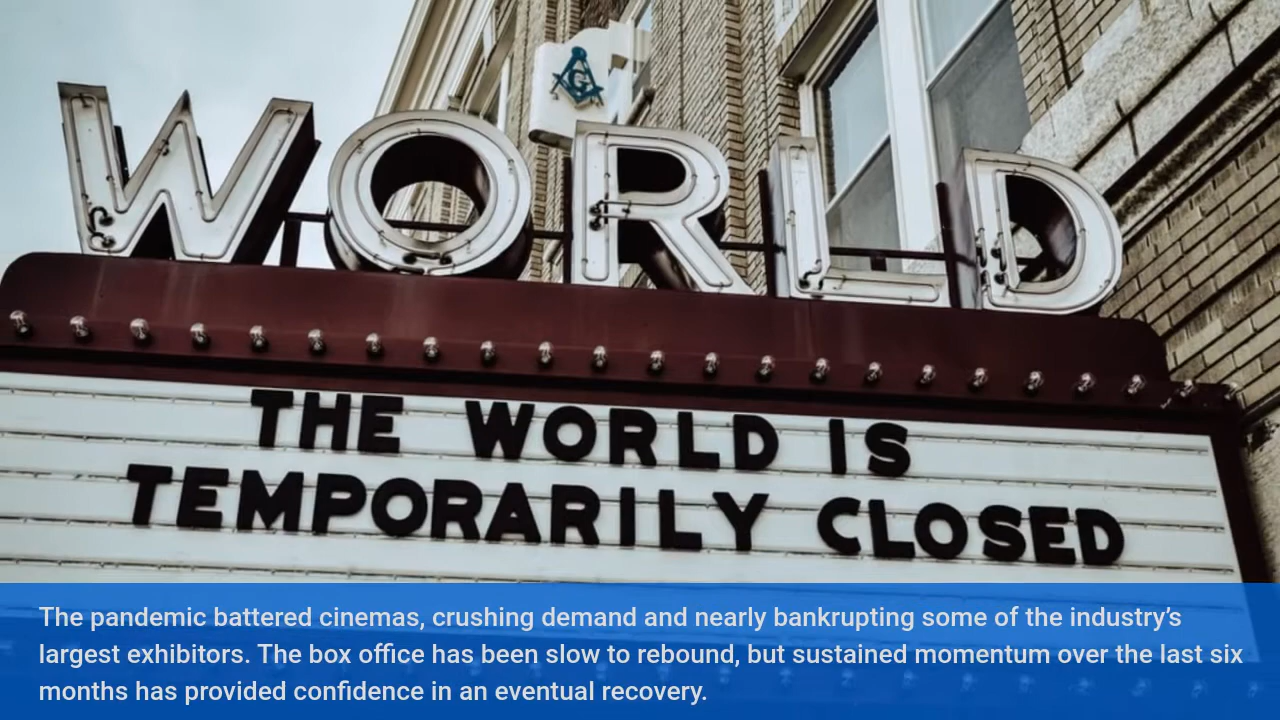 G
WORLD
THE WORLD IS
TEMPORARILY CLOSED
The pandemic battered cinemas, crushing demand and nearly bankrupting some of the industry’s
largest exhibitors. The box office has been slow to rebound, but sustained momentum over the last six
months has provided confidence in an eventual recovery.